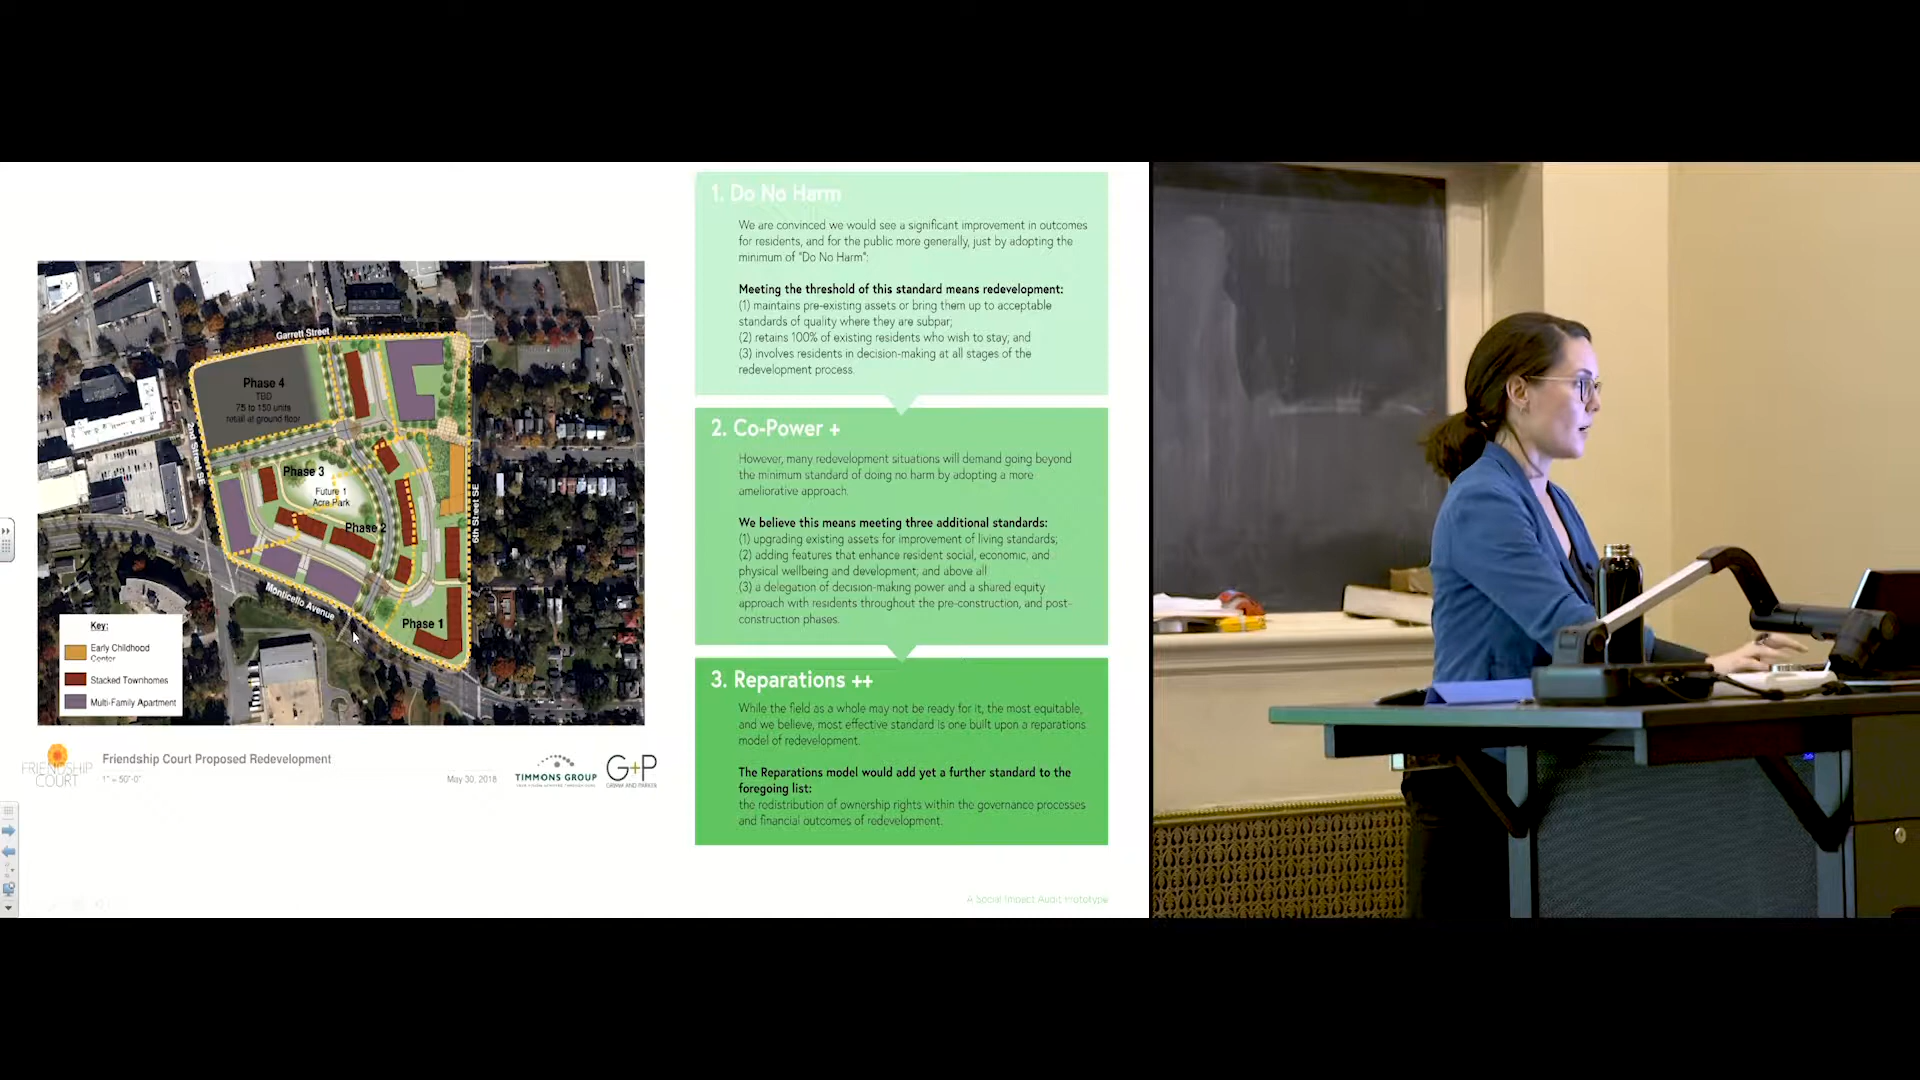 Garrett Street
Phase 4
TBD
75 to 150 units
retail at ground floor
2nd Street SE
Phase 3
Future 1
Acre Park
Phase 2
6th Street SE
Monticello Avenue
Phase 1
Key:
Early Childhood
Center
Stacked Townhomes
Multi-Family Apartment
FRIENDSHIP
COURT
Friendship Court Proposed Redevelopment
1" = 50'-0"
May 30, 2018
TIMMONS GROUP
G+P
GRIMM AND PARKER
1. Do No Harm
We are convinced we would see a significant improvement in outcomes
for residents, and for the public more generally, just by adopting the
minimum of "Do No Harm":
Meeting the threshold of this standard means redevelopment:
(1) maintains pre-existing assets or bring them up to acceptable
standards of quality where they are subpar;
(2) retains 100% of existing residents who wish to stay; and
(3) involves residents in decision-making at all stages of the
redevelopment process.
2. Co-Power +
However, many redevelopment situations will demand going beyond
the minimum standard of doing no harm by adopting a more
ameliorative approach.
We believe this means meeting three additional standards:
(1) upgrading existing assets for improvement of living standards;
(2) adding features that enhance resident social, economic, and
physical wellbeing and development; and above all
(3) a delegation of decision-making power and a shared equity
approach with residents throughout the pre-construction, and post-
construction phases.
3. Reparations ++
While the field as a whole may not be ready for it, the most equitable,
and we believe, most effective standard is one built upon a reparations
model of redevelopment.
The Reparations model would add yet a further standard to the
foregoing list:
the redistribution of ownership rights within the governance processes
and financial outcomes of redevelopment.
A Social Impact Audit Prototype